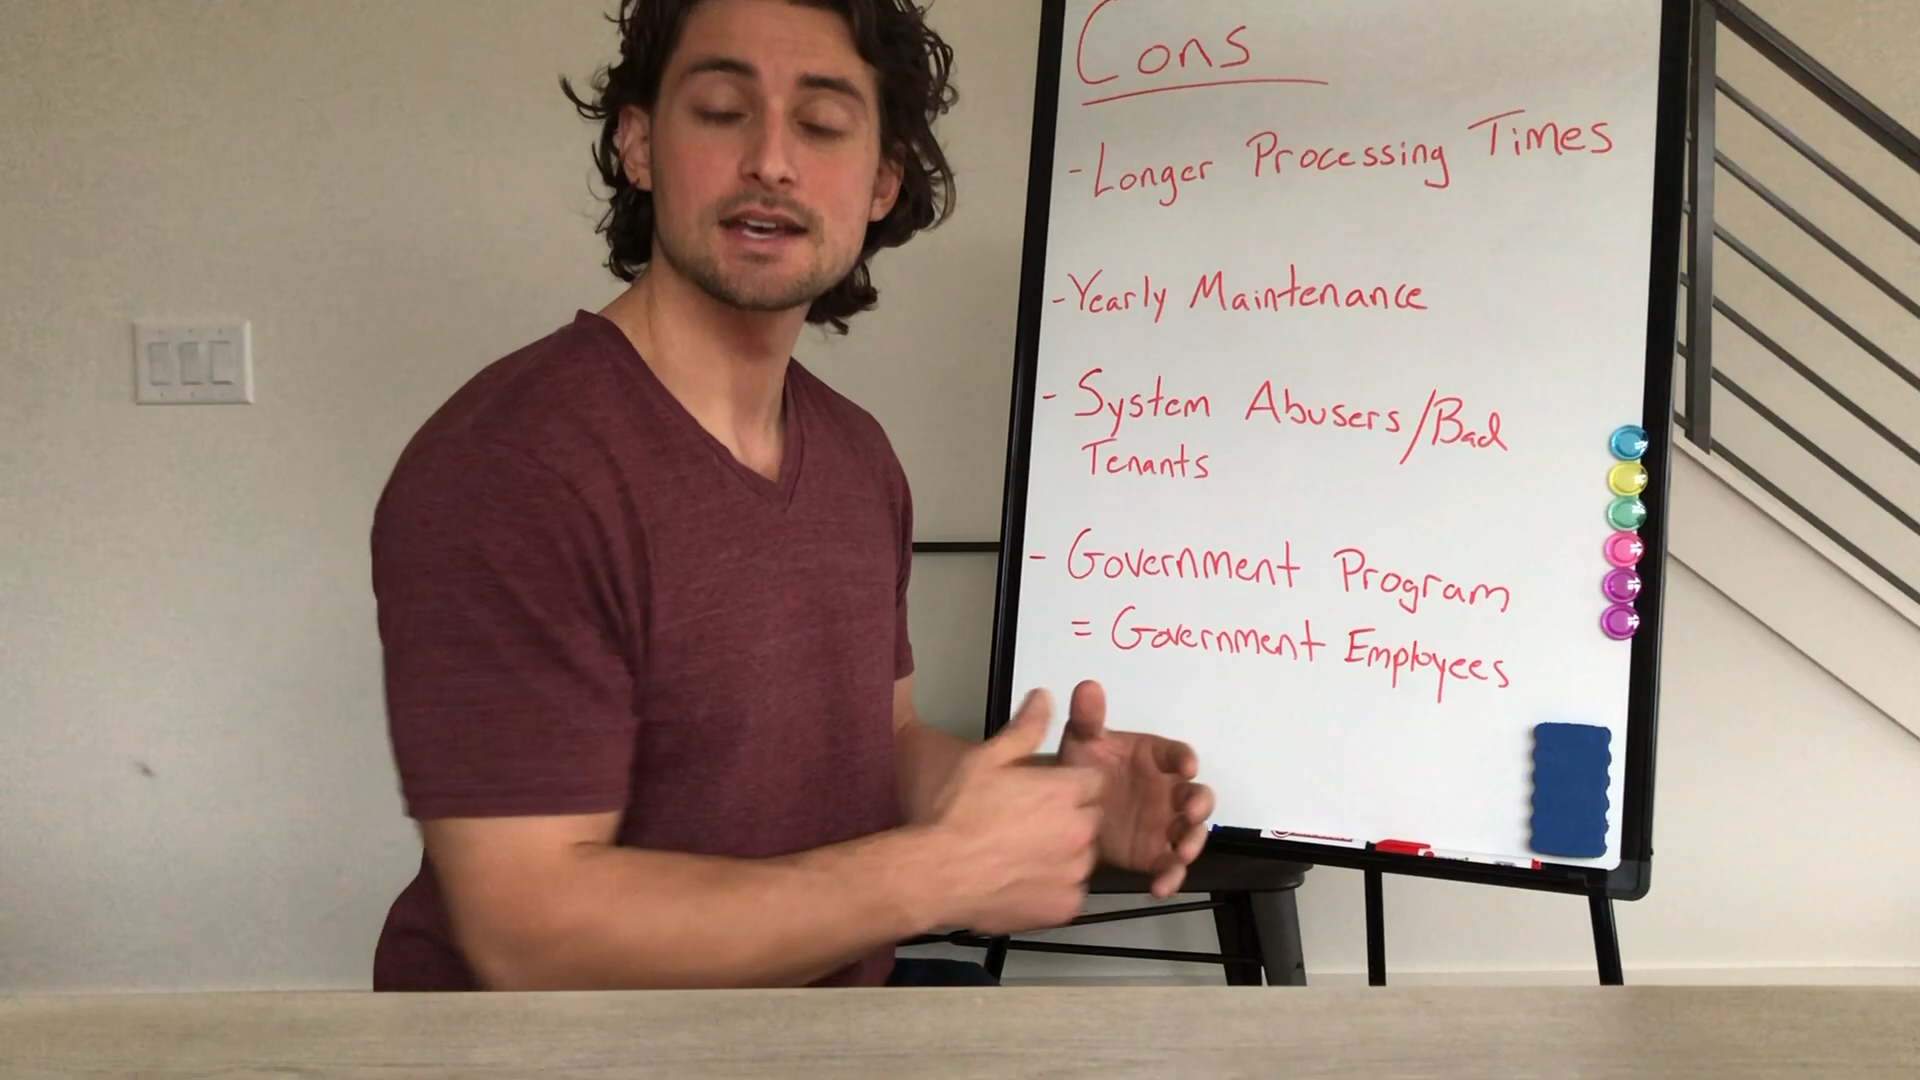 Cons
- Longer Processing Times
- Yearly Maintenance
- System Abusers/Bad
Tenants
- Government Program
= Government Employees